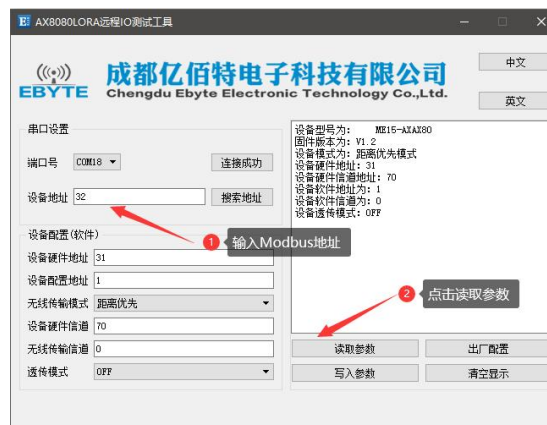 E AX8080LORA远程IO测试工具
((·))
EBYTE
成都亿佰特电子科技有限公司
Chengdu Ebyte Electronic Technology Co.,Ltd.
中文
英文
串口设置
端口号 COM18 连接成功
设备地址 32 搜索地址
1 输入Modbus地址
设备配置(软件)
设备硬件地址 31
设备配置地址 1
无线传输模式 距离优先
设备硬件信道 70
无线传输信道 0
透传模式 OFF
设备型号为: ME15-AXAX80
固件版本为: V1.2
设备模式为: 距离优先模式
设备硬件地址: 31
设备硬件信道地址: 70
设备软件地址为: 1
设备软件信道为: 0
设备透传模式: OFF
2 点击读取参数
读取参数 出厂配置
写入参数 清空显示